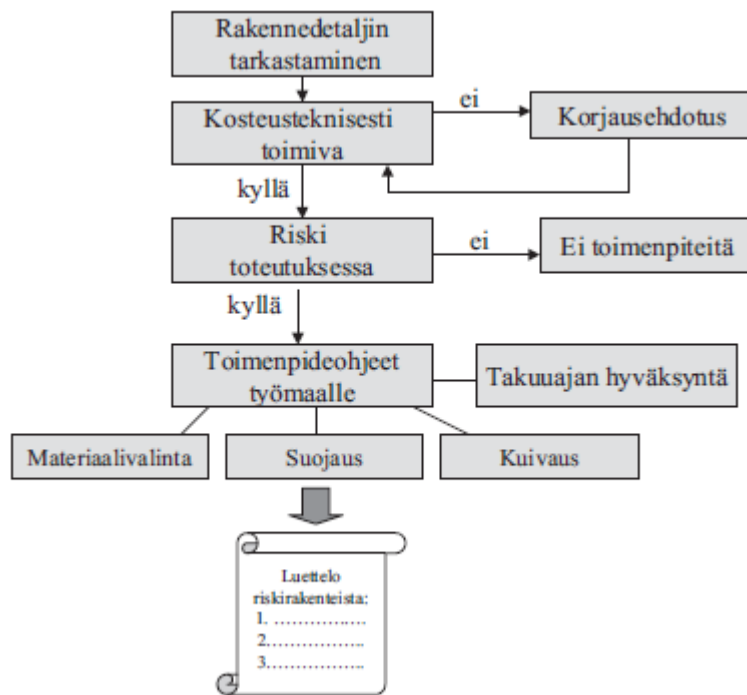 Rakennedetaljin
tarkastaminen
ei
Kosteusteknisesti
toimiva
Korjausehdotus
kyllä
Riski
toteutuksessa
ei
Ei toimenpiteitä
kyllä
Toimenpideohjeet
työmaalle
Takuuajan hyväksyntä
Materiaalivalinta
Suojaus
Kuivaus
Luettelo
riskirakenteista:
1. ................
2.................
3.................